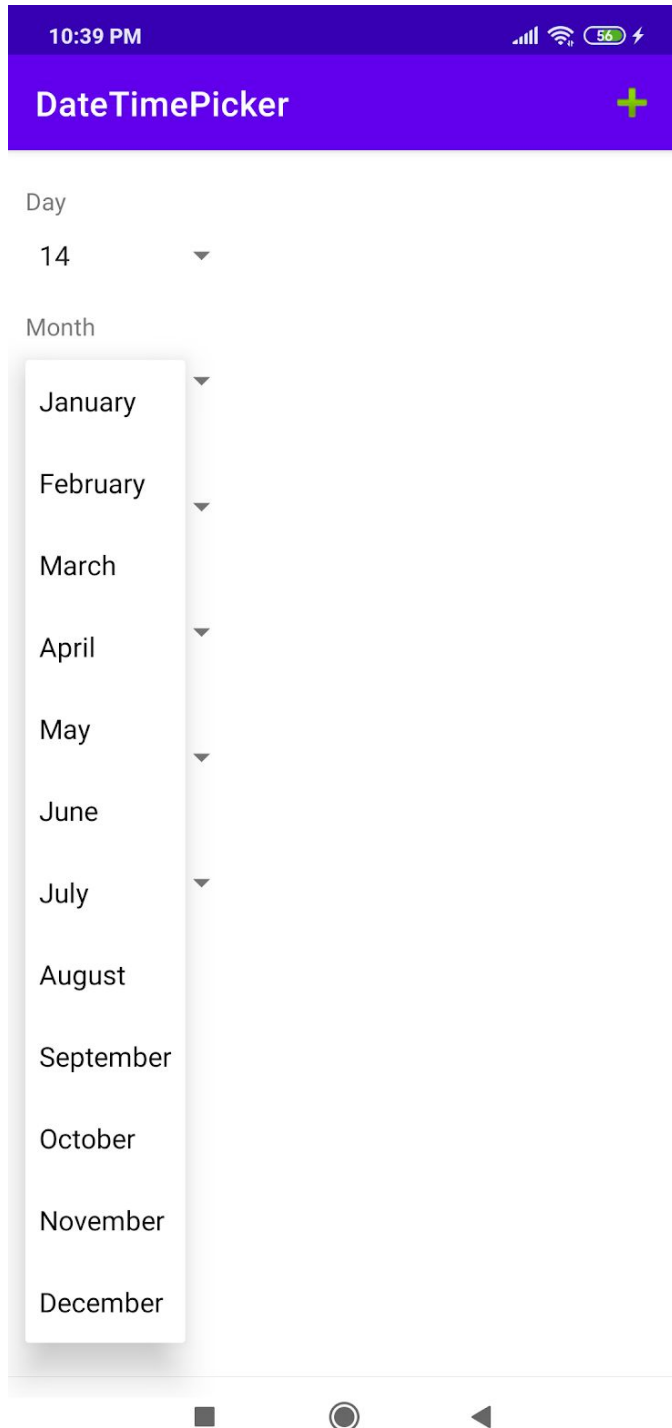 10:39 PM 56
DateTimePicker
Day
14
Month
January
February
March
April
May
June
July
August
September
October
November
December